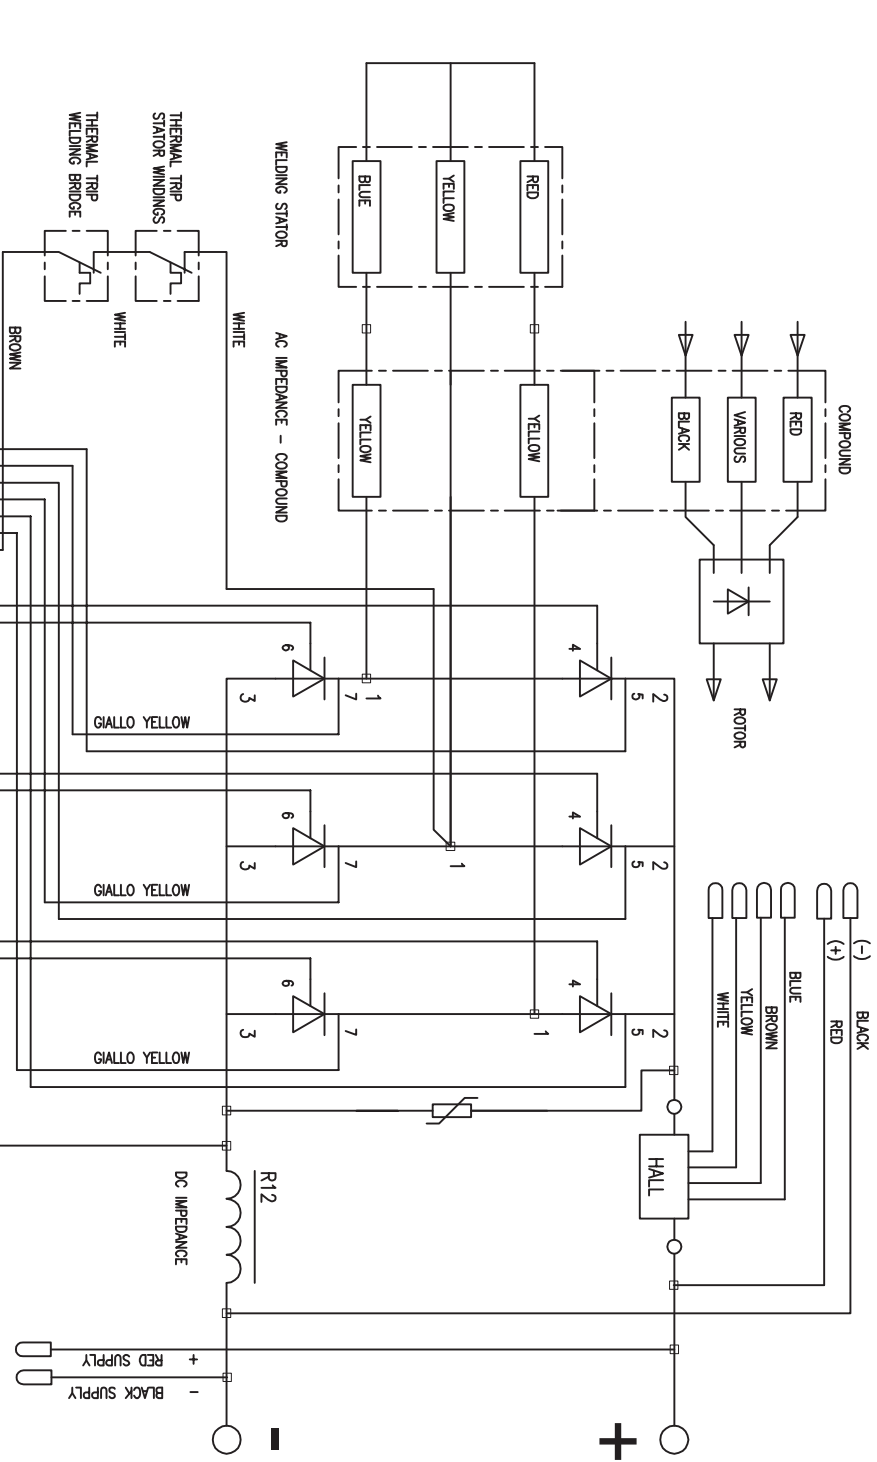 THERMAL TRIP
WELDING BRIDGE
THERMAL TRIP
STATOR WINDINGS
WHITE
WHITE
BROWN
WELDING STATOR
BLUE
YELLOW
RED
AC IMPEDANCE - COMPOUND
YELLOW
YELLOW
COMPOUND
BLACK
VARIOUS
RED
ROTOR
6
3
7
1
4
5
2
GIALLO YELLOW
6
3
7
1
4
5
2
GIALLO YELLOW
6
3
7
1
4
5
2
GIALLO YELLOW
(-)
BLACK
(+)
RED
BLUE
BROWN
YELLOW
WHITE
HALL
R12
DC IMPEDANCE
+ RED SUPPLY
- BLACK SUPPLY
-
+